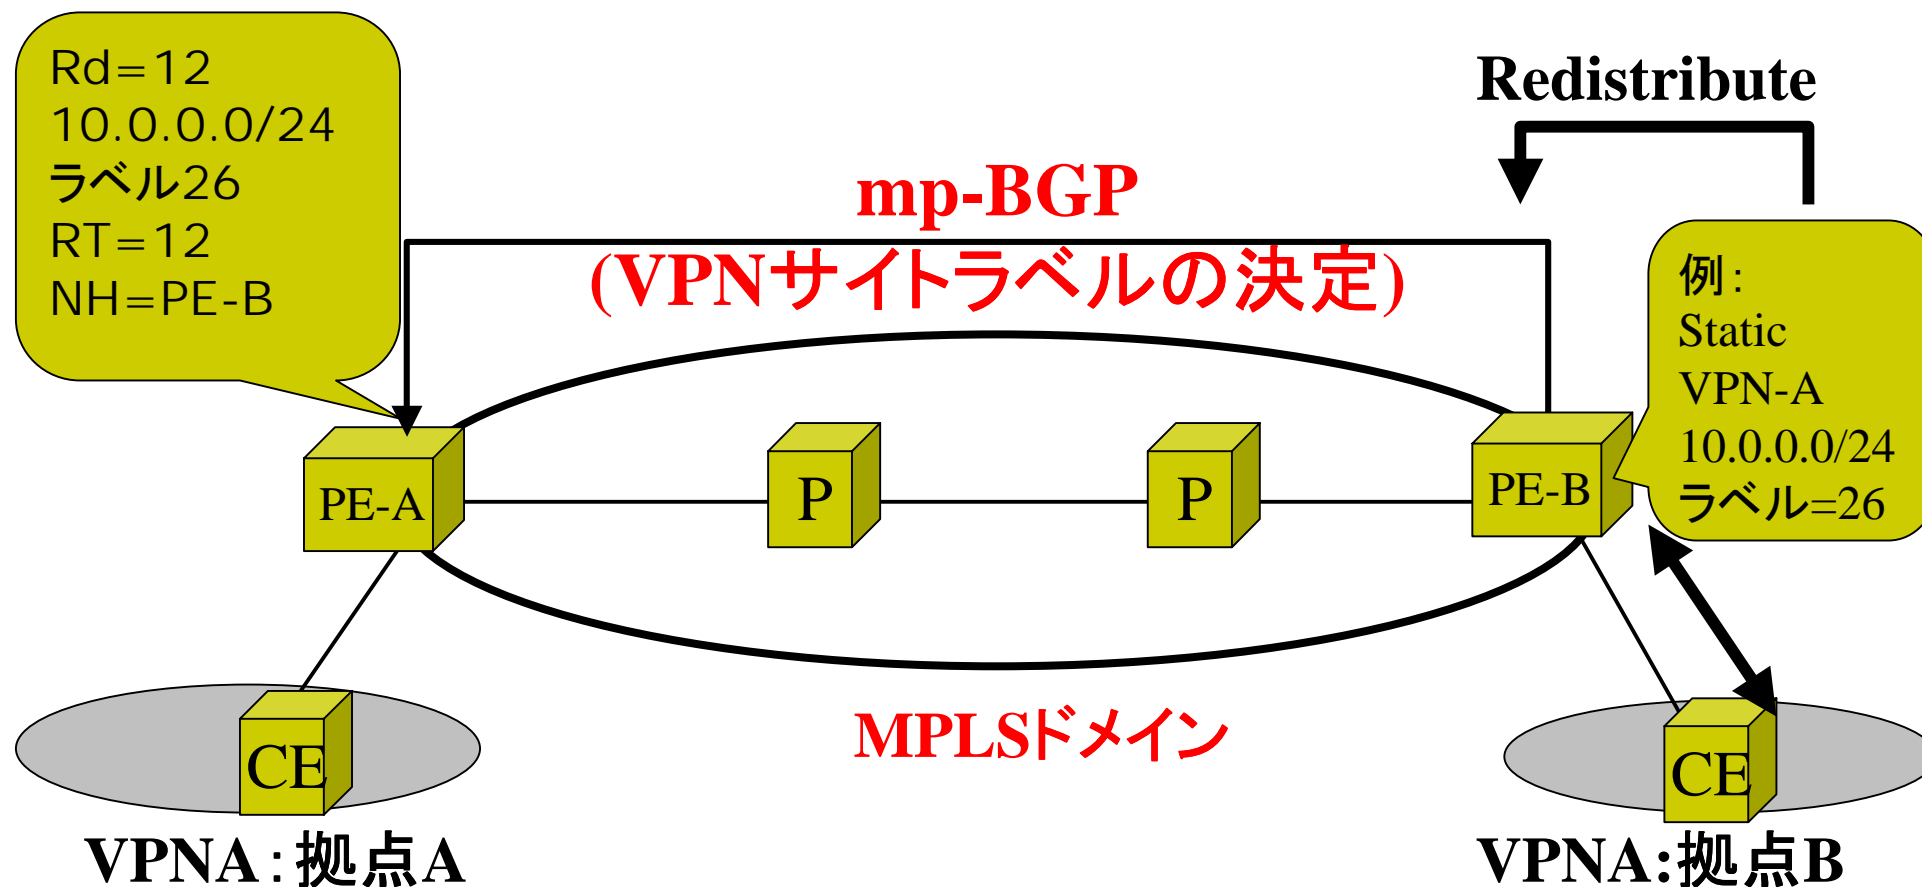 Rd=12
10.0.0.0/24
ラベル26
RT=12
NH=PE-B
Redistribute
mp-BGP
(VPNサイトラベルの決定)
例:
Static
VPN-A
10.0.0.0/24
ラベル=26
PE-A
P
P
PE-B
MPLSドメイン
CE
CE
VPNA:拠点A
VPNA:拠点B